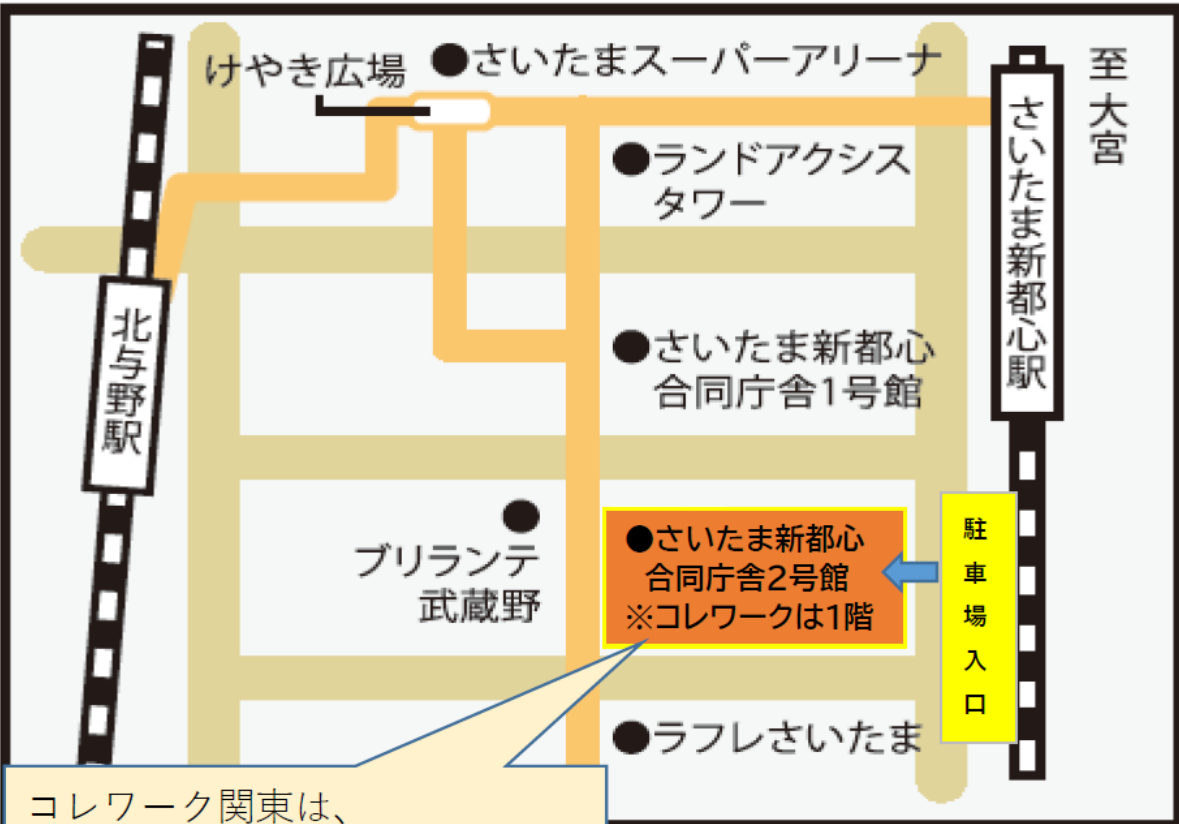 けやき広場
●さいたまスーパーアリーナ
至大宮
さいたま新都心駅
●ランドアクシス
タワー
北与野駅
●さいたま新都心
合同庁舎1号館
●
ブリランテ
武蔵野
●さいたま新都心
合同庁舎2号館
※コレワークは1階
駐車場入口
●ラフレさいたま
コレワーク関東は、